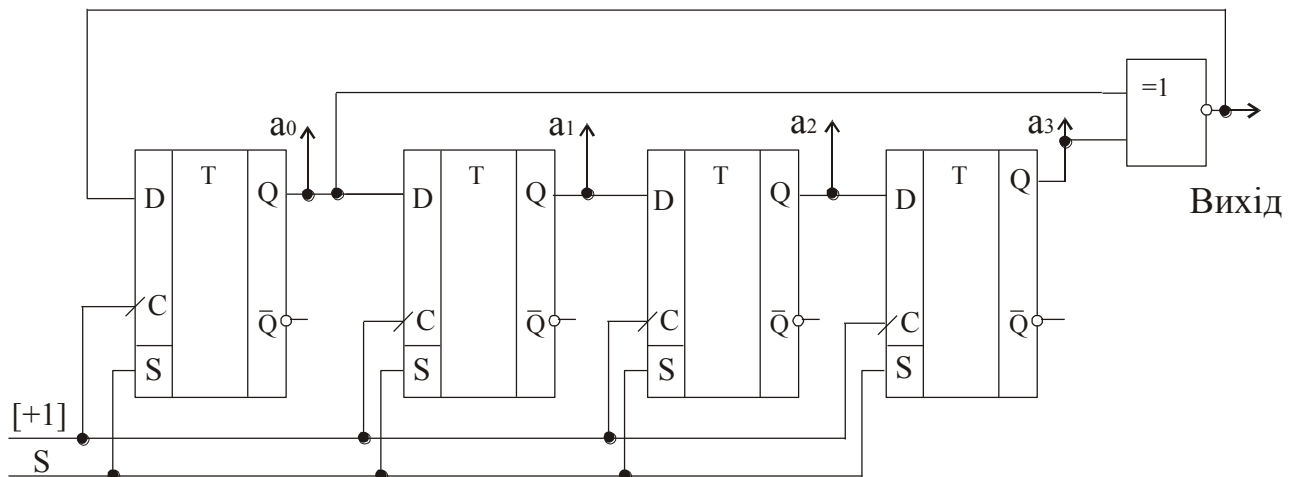 =1
a0 a1 a2 a3
T T T T
D Q D Q D Q D Q
Вихід
C Q̅ C Q̅ C Q̅ C Q̅
S S S S
[+1]
S